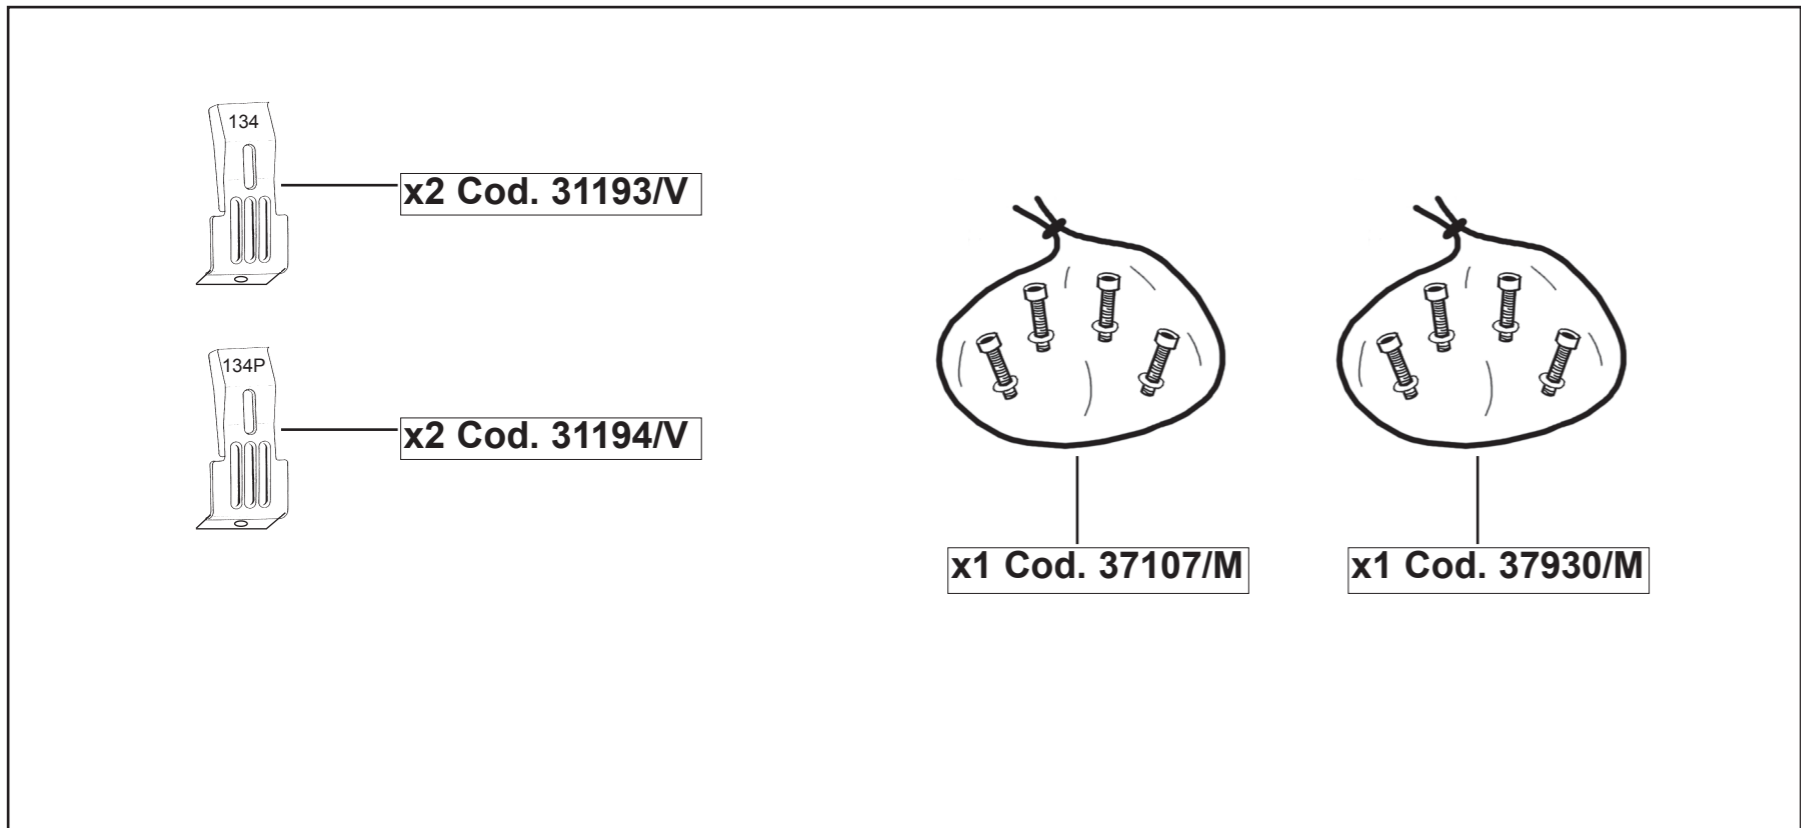 134
x2 Cod. 31193/V
134P
x2 Cod. 31194/V
x1 Cod. 37107/M
x1 Cod. 37930/M